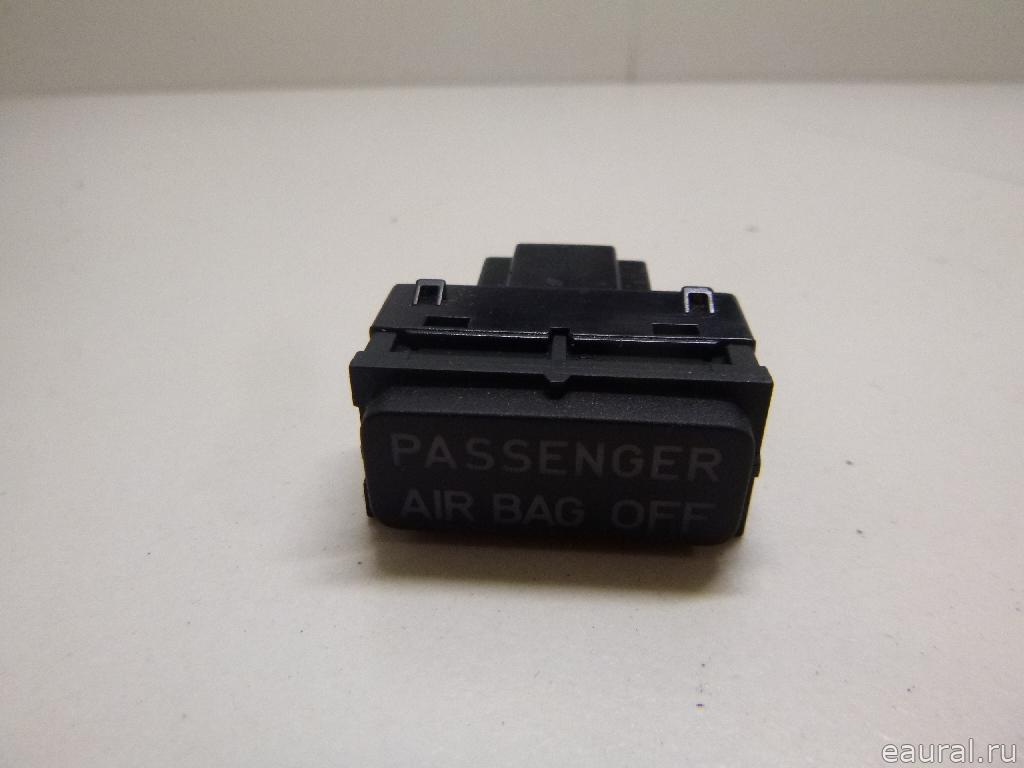 PASSENGER
AIR BAG OFF
eaural.ru